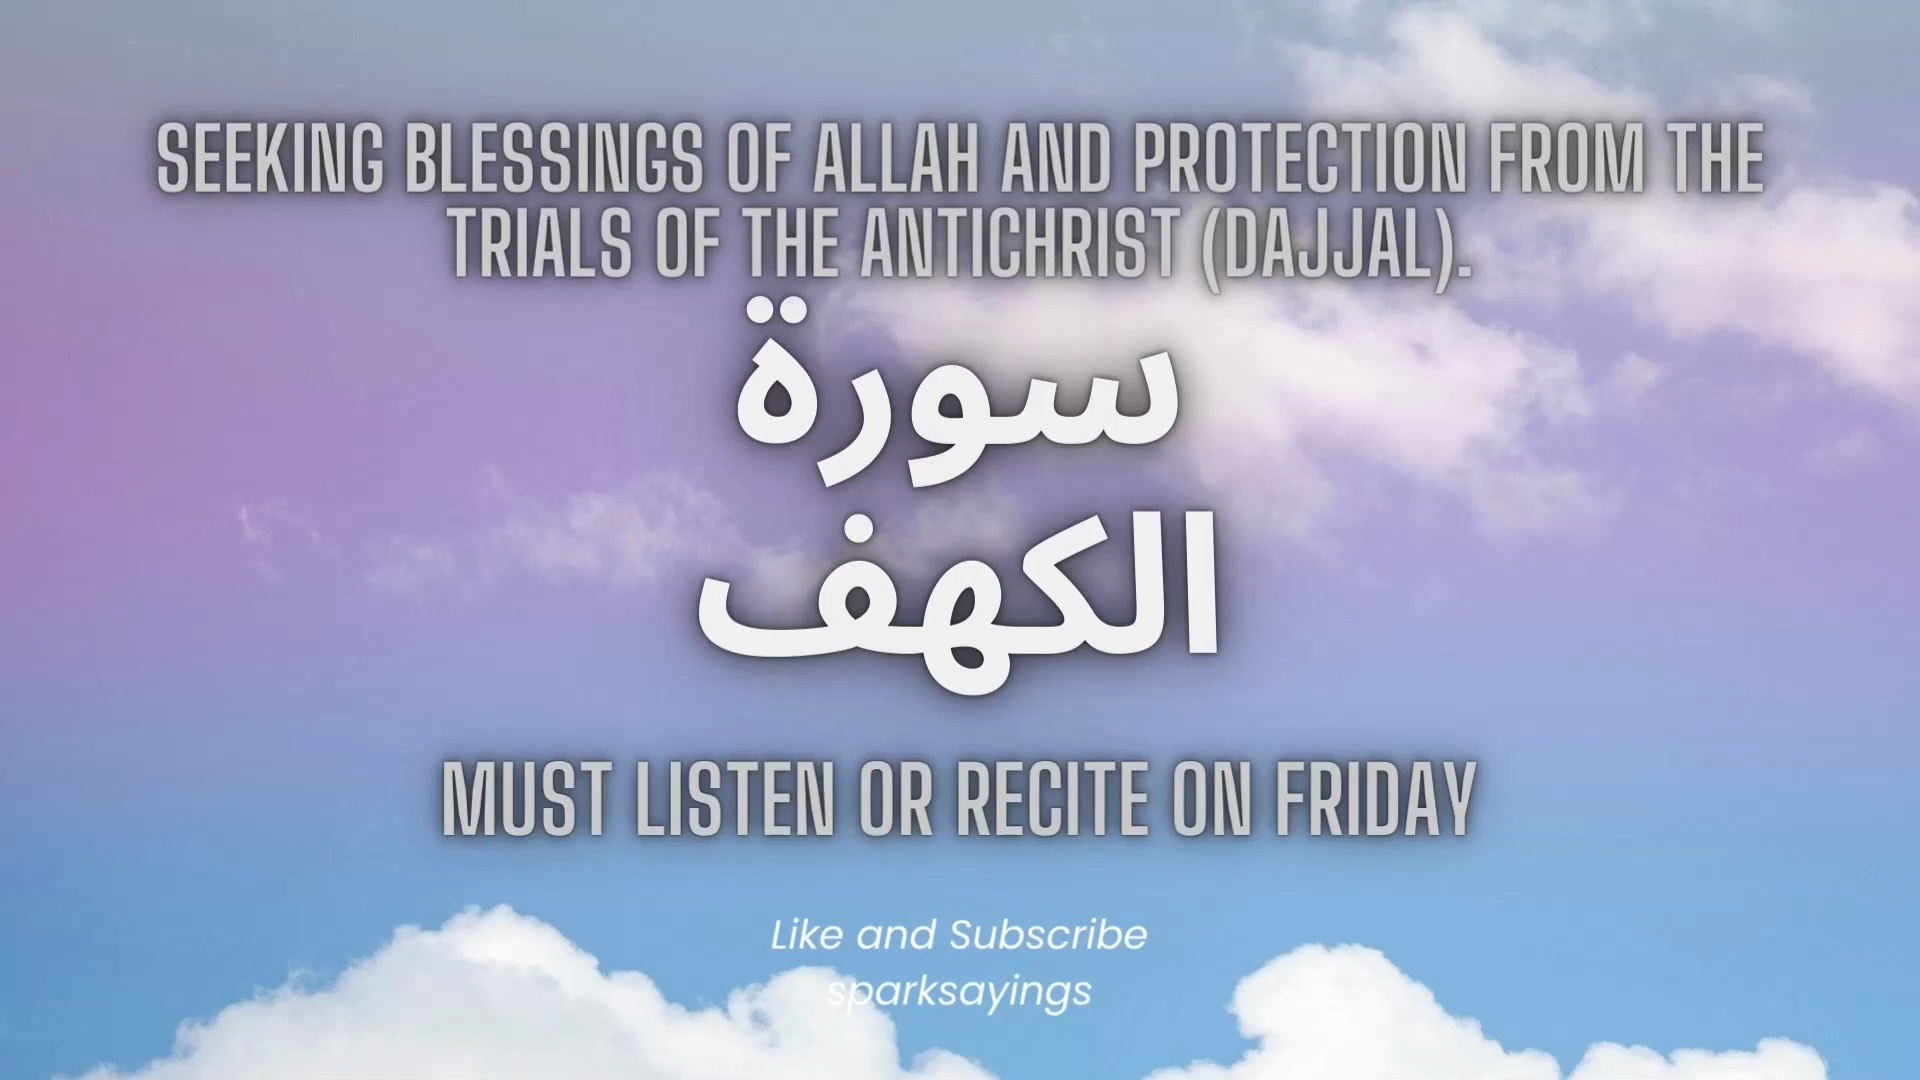 SEEKING BLESSINGS OF ALLAH AND PROTECTION FROM THE
TRIALS OF THE ANTICHRIST (DAJJAL).
سورة
الكهف
MUST LISTEN OR RECITE ON FRIDAY
Like and Subscribe
sparksayings